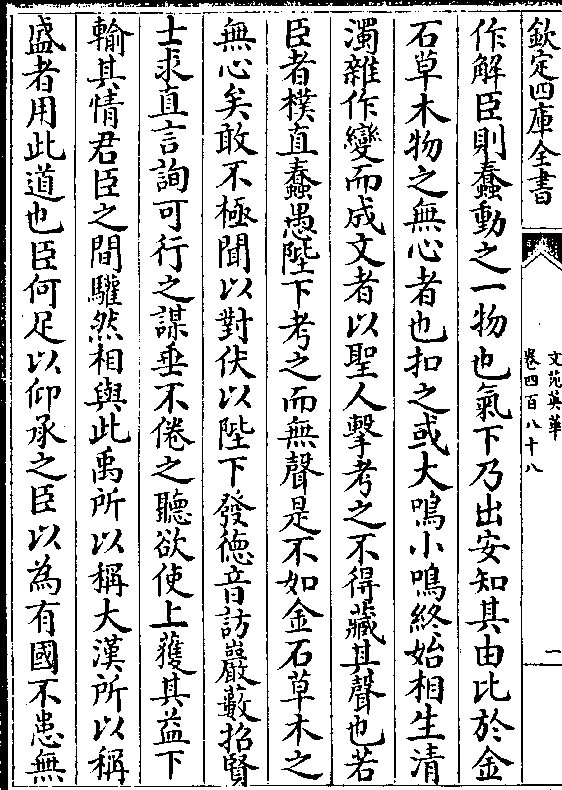 欽定四庫全書
文苑英華
卷四百八十八
二
作解臣則蠢動之一物也氣下乃出安知其由比於金
石草木物之無心者也扣之或大鳴小鳴終始相生清
濁雜作變而成文者以聖人擊考之不得藏其聲也若
臣者樸直蠢愚陛下考之而無聲是不如金石草木之
無心矣敢不極聞以對伏以陛下發德音訪巖藪招賢
士求直言詢可行之謀垂不倦之聽欲使上獲其益下
輸其情君臣之間驩然相與此禹所以稱大漢所以稱
盛者用此道也臣何足以仰承之臣以為有國不患無